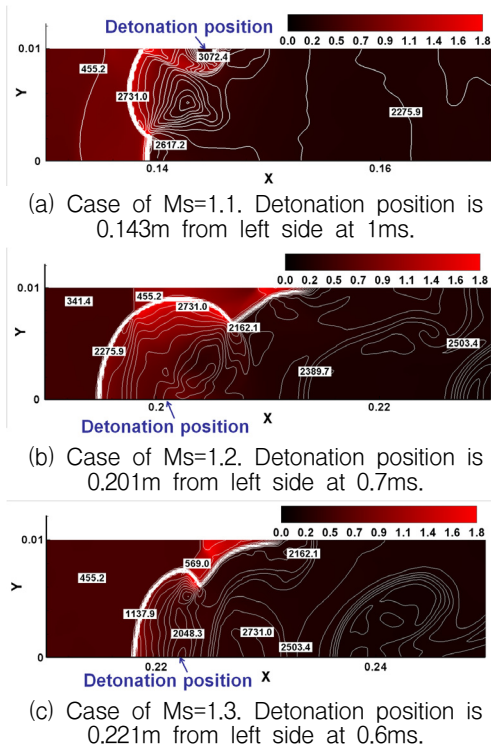 Detonation position
0.0 0.2 0.5 0.7 0.9 1.1 1.4 1.6 1.8
0.01
455.2
3072.4
Y
2731.0
2275.9
2617.2
0
0.14 0.16
X
(a) Case of Ms=1.1. Detonation position is
0.143m from left side at 1ms.
0.0 0.2 0.5 0.7 0.9 1.1 1.4 1.6 1.8
0.01
341.4
455.2
2731.0
2162.1
Y
2275.9
2503.4
2389.7
0
0.2 0.22
Detonation position
X
(b) Case of Ms=1.2. Detonation position is
0.201m from left side at 0.7ms.
0.0 0.2 0.5 0.7 0.9 1.1 1.4 1.6 1.8
0.01
569.0
2162.1
455.2
Y
1137.9
2048.3
2731.0
2503.4
0
0.22 0.24
Detonation position
X
(c) Case of Ms=1.3. Detonation position is
0.221m from left side at 0.6ms.